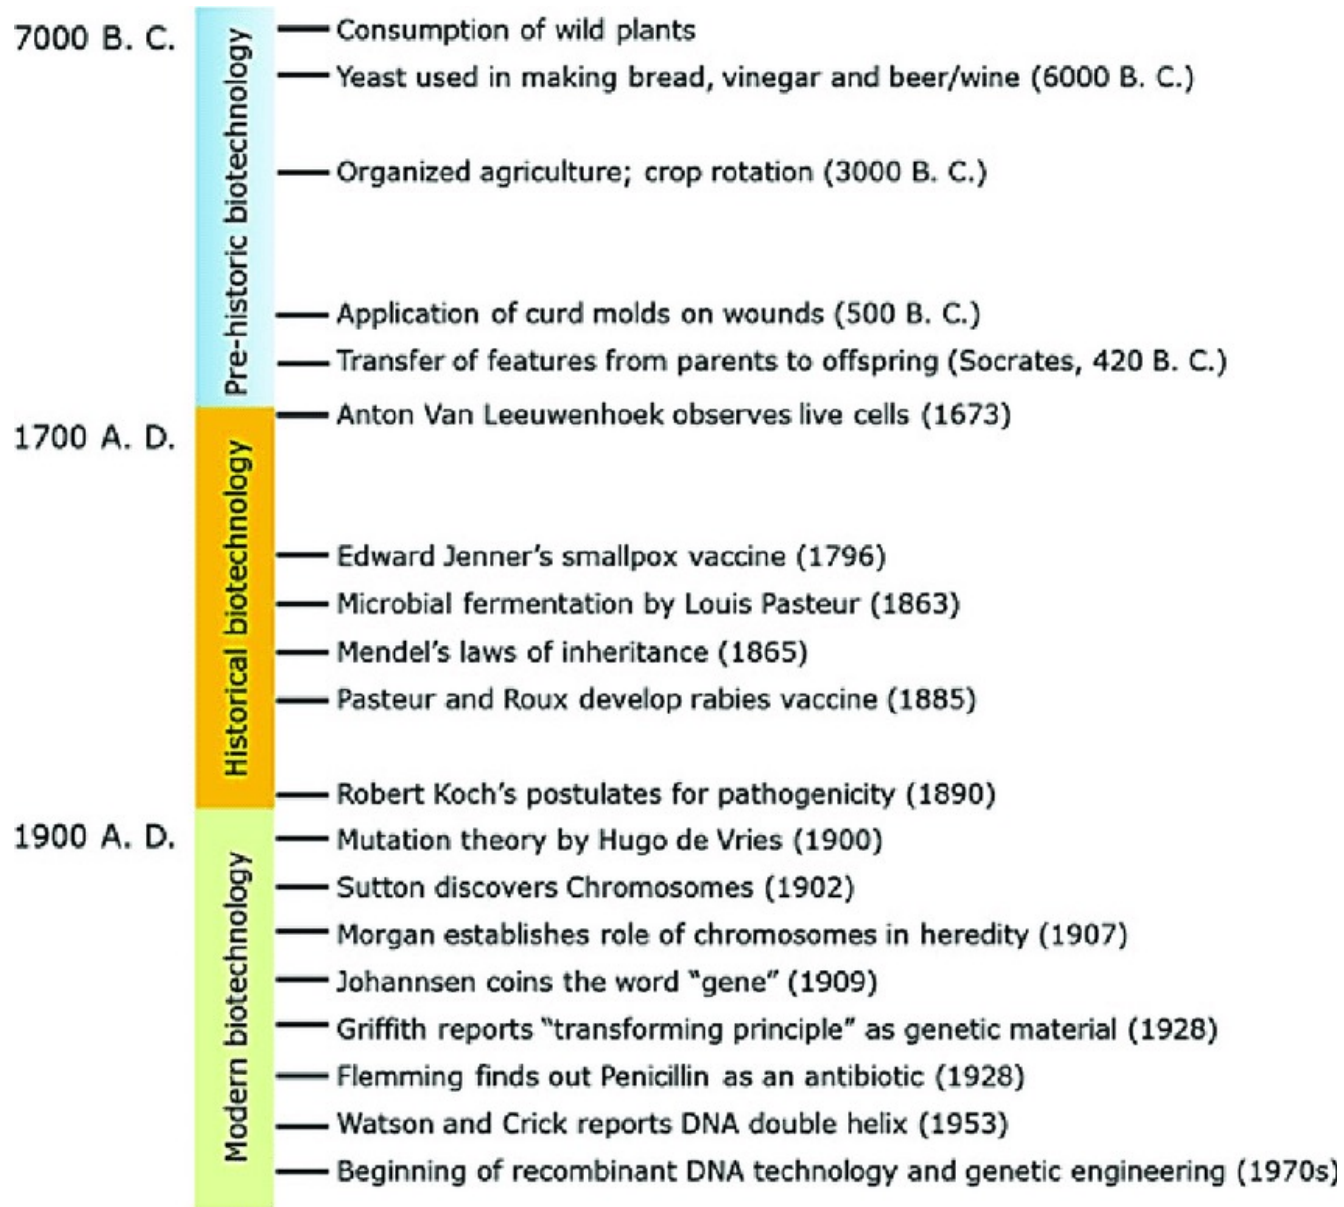 7000 B. C.
Pre-historic biotechnology
Consumption of wild plants
Yeast used in making bread, vinegar and beer/wine (6000 B. C.)
Organized agriculture; crop rotation (3000 B. C.)
Application of curd molds on wounds (500 B. C.)
Transfer of features from parents to offspring (Socrates, 420 B. C.)
1700 A. D.
Historical biotechnology
Anton Van Leeuwenhoek observes live cells (1673)
Edward Jenner's smallpox vaccine (1796)
Microbial fermentation by Louis Pasteur (1863)
Mendel's laws of inheritance (1865)
Pasteur and Roux develop rabies vaccine (1885)
Robert Koch's postulates for pathogenicity (1890)
1900 A. D.
Modern biotechnology
Mutation theory by Hugo de Vries (1900)
Sutton discovers Chromosomes (1902)
Morgan establishes role of chromosomes in heredity (1907)
Johannsen coins the word "gene" (1909)
Griffith reports "transforming principle" as genetic material (1928)
Flemming finds out Penicillin as an antibiotic (1928)
Watson and Crick reports DNA double helix (1953)
Beginning of recombinant DNA technology and genetic engineering (1970s)